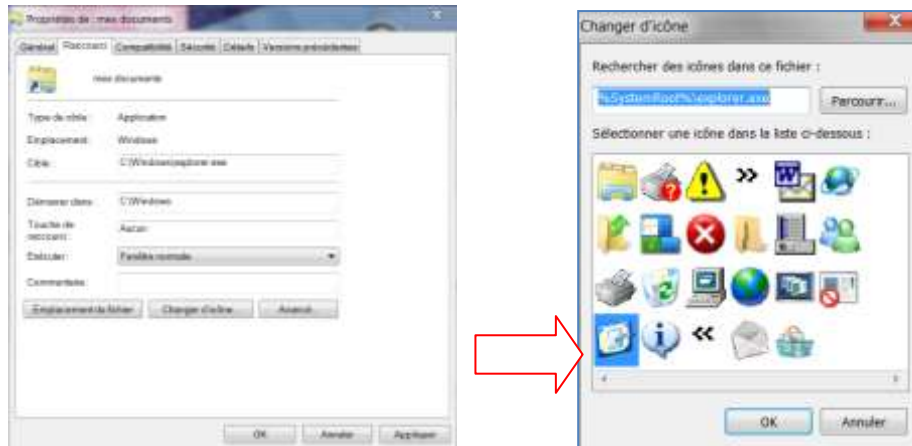 Propriétés de : mes documents
Général Raccourci Compatibilité Sécurité Détails Versions précédentes
mes documents
Type de cible : Application
Emplacement : Windows
Cible : C:\Windows\explorer.exe
Démarrer dans : C:\Windows
Touche de
raccourci : Aucun
Exécuter : Fenêtre normale
Commentaire :
Emplacement du fichier Changer d'icône... Avancé...
OK Annuler Appliquer
Changer d'icône
Rechercher des icônes dans ce fichier :
%SystemRoot%\explorer.exe Parcourir...
Sélectionner une icône dans la liste ci-dessous :
OK Annuler